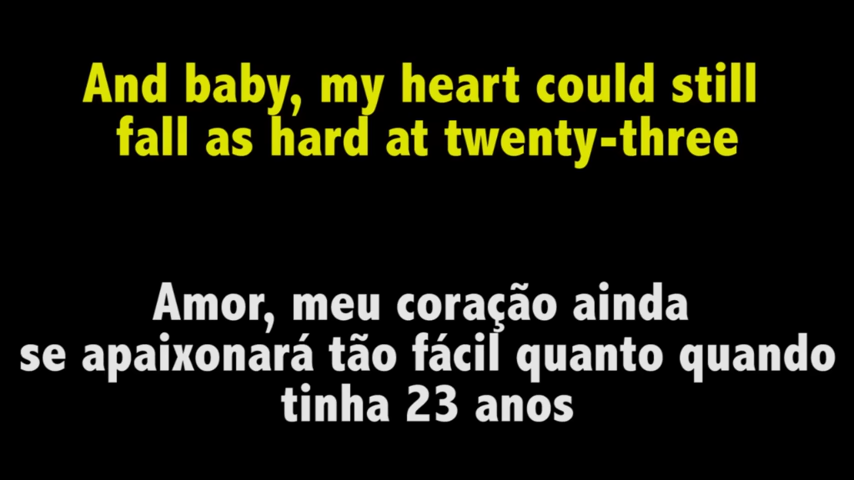 And baby, my heart could still
fall as hard at twenty-three
Amor, meu coração ainda
se apaixonará tão fácil quanto quando
tinha 23 anos